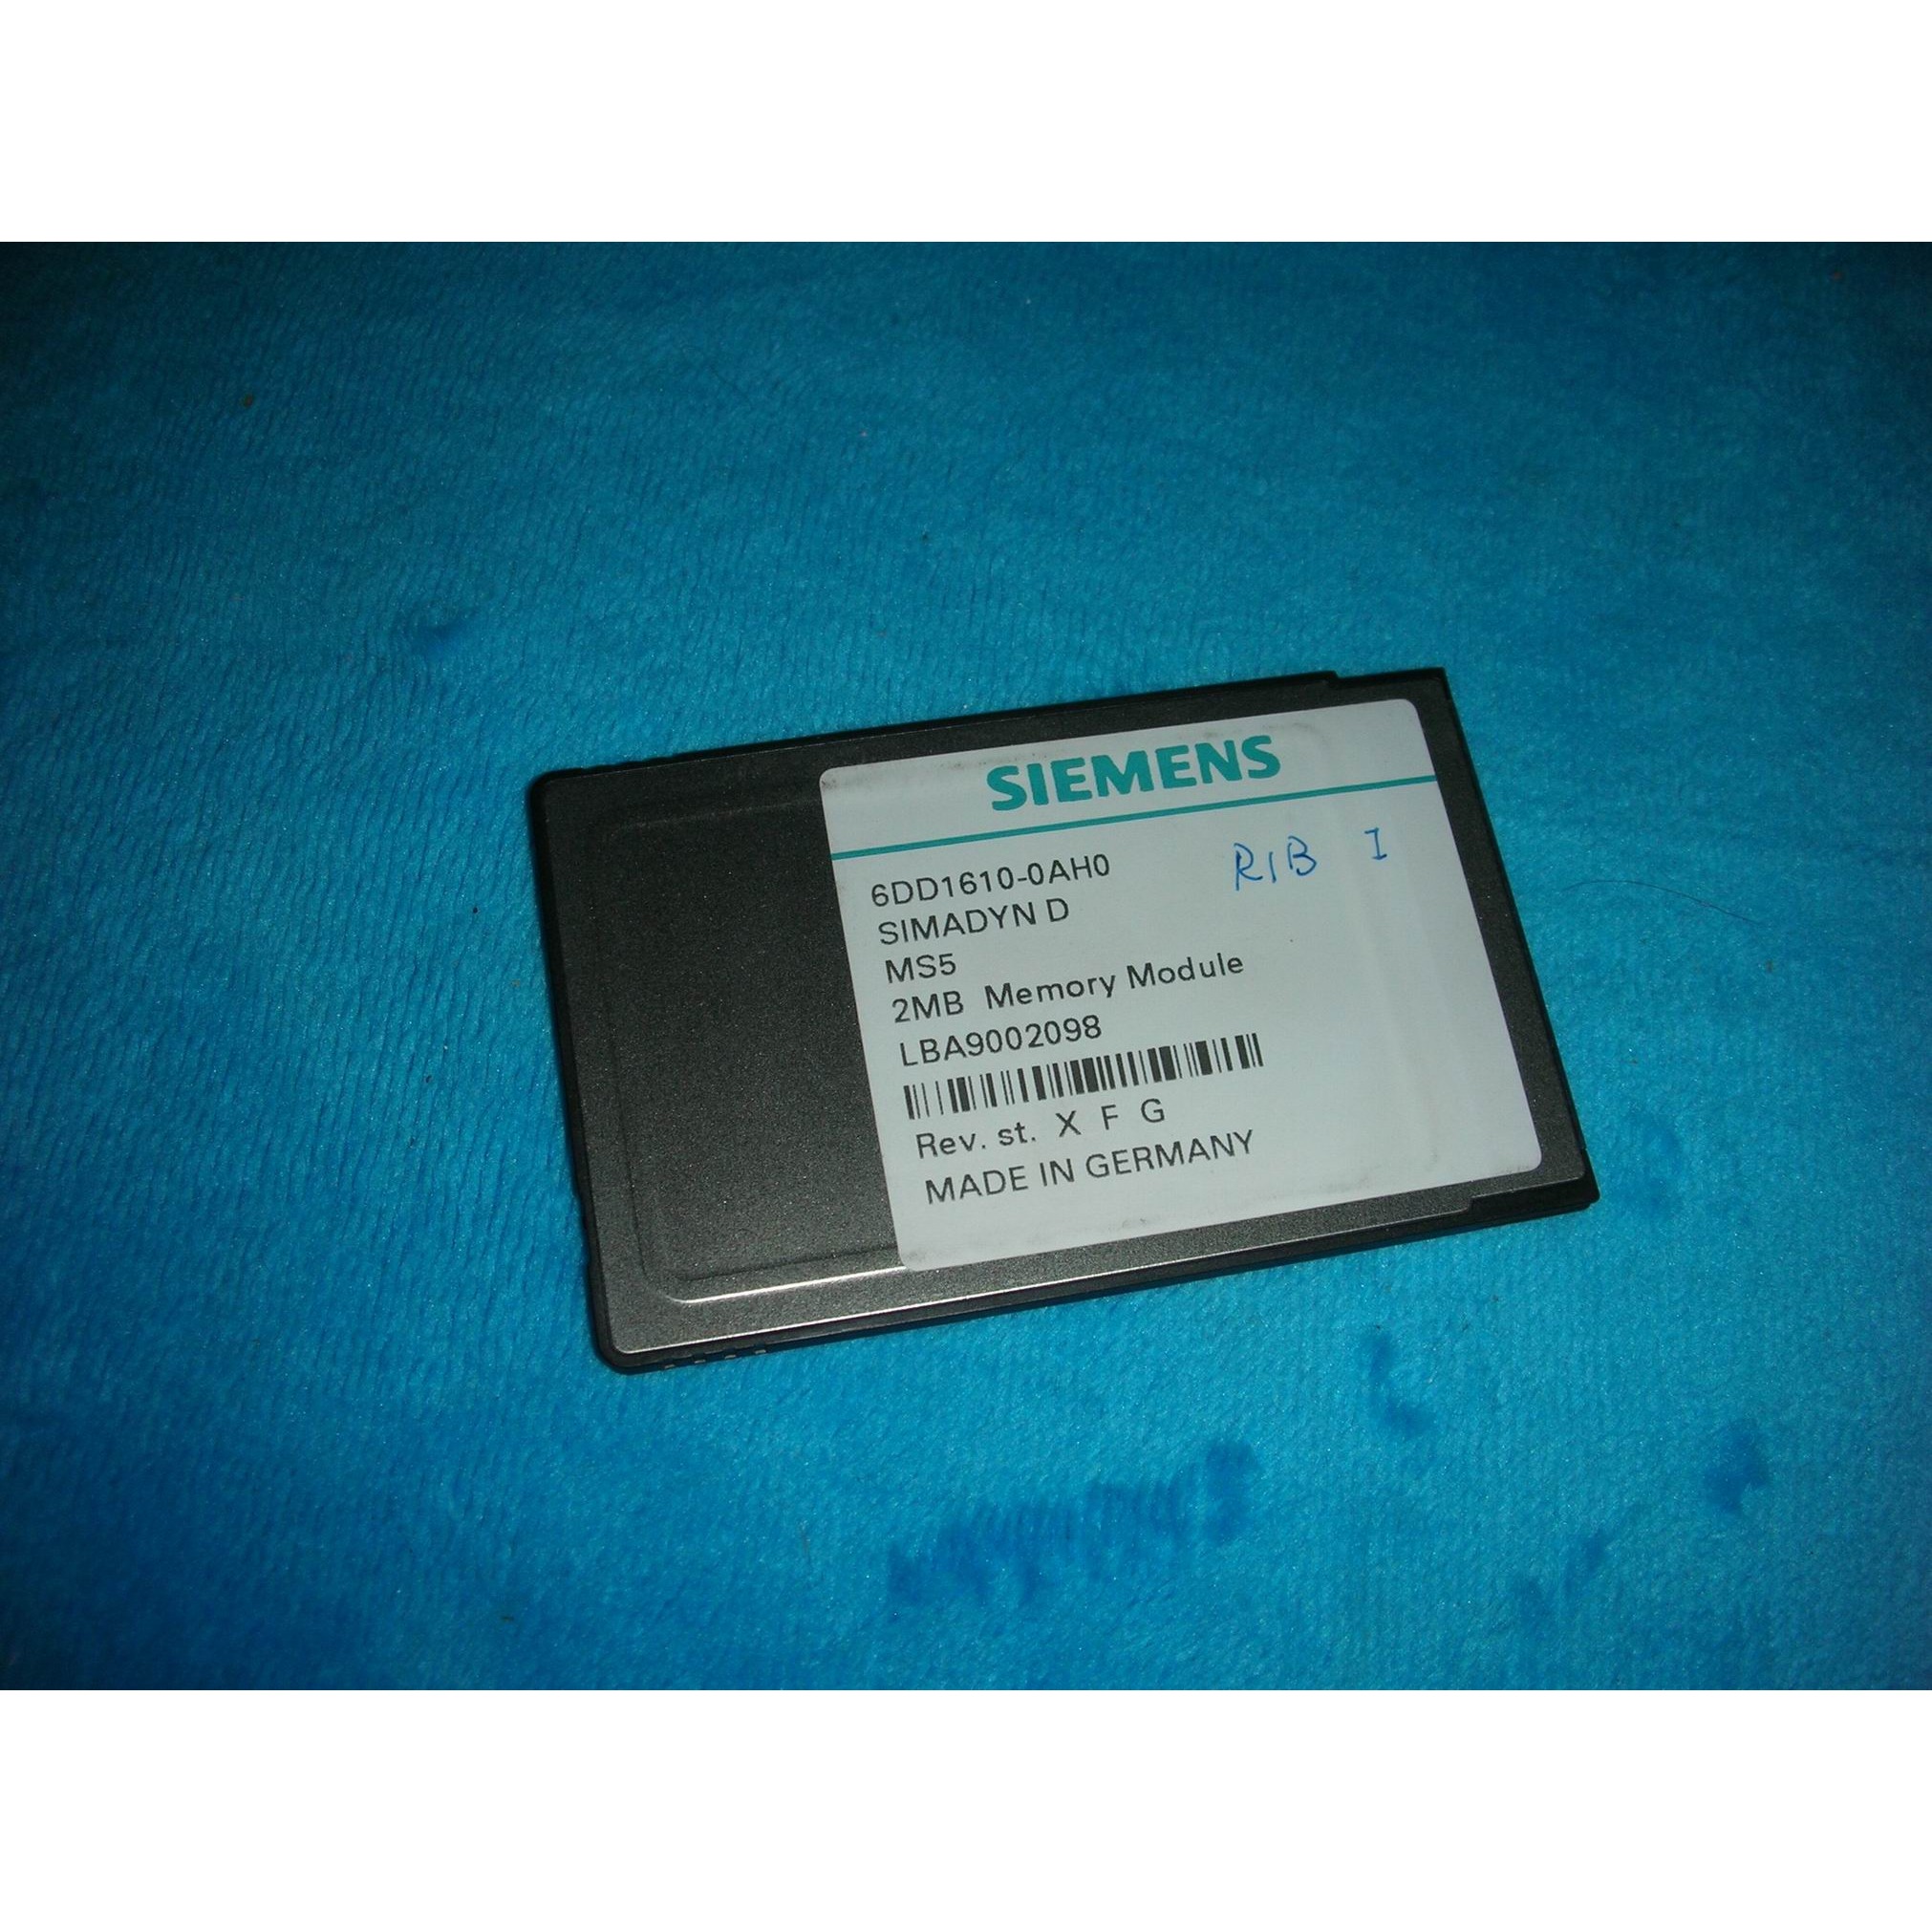 SIEMENS
6DD1610-0AH0
RIB I
SIMADYN D
MS5
2MB Memory Module
LBA9002098
Rev. st. X F G
MADE IN GERMANY